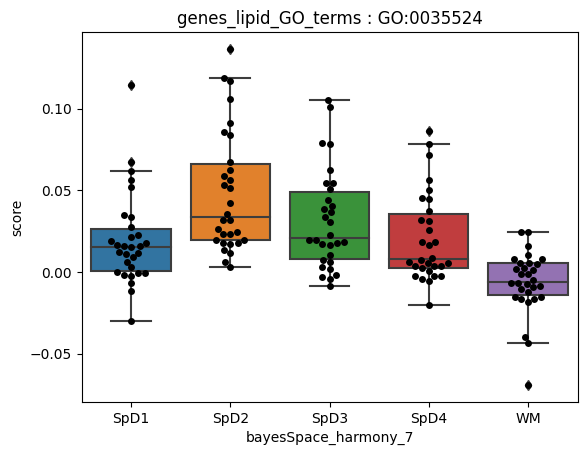 genes_lipid_GO_terms : GO:0035524
score
0.10
0.05
0.00
−0.05
SpD1 SpD2 SpD3 SpD4 WM
bayesSpace_harmony_7